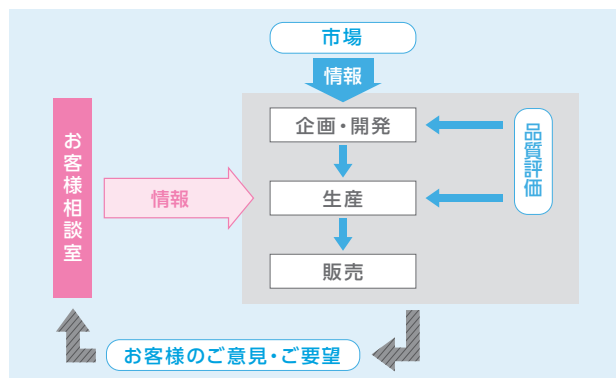 市場
情報
企画・開発
品質評価
お客様相談室
情報
生産
販売
お客様のご意見・ご要望